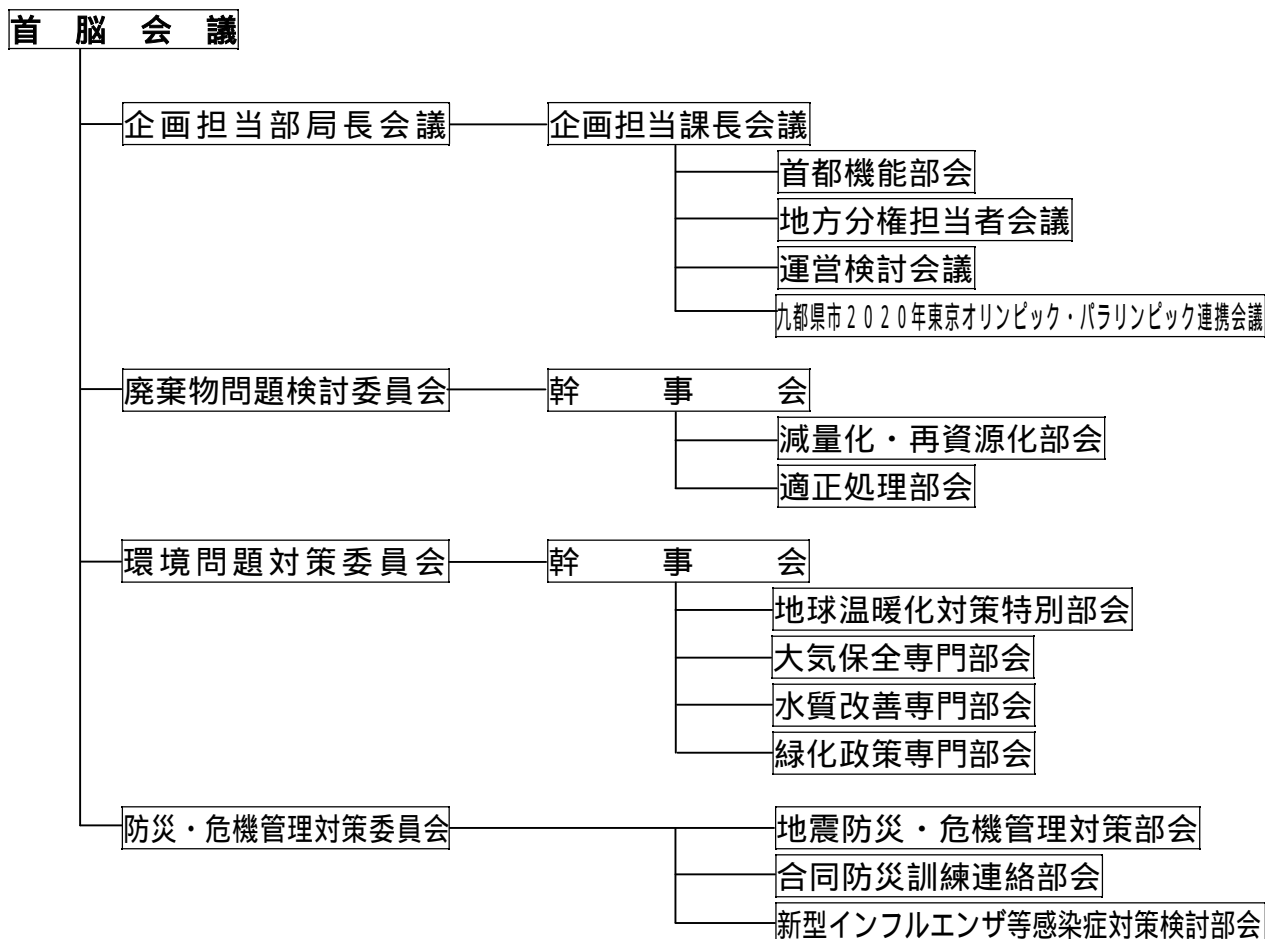 首脳会議
企画担当部局長会議 企画担当課長会議
首都機能部会
地方分権担当者会議
運営検討会議
九都県市2020年東京オリンピック・パラリンピック連携会議
廃棄物問題検討委員会 幹事会
減量化・再資源化部会
適正処理部会
環境問題対策委員会 幹事会
地球温暖化対策特別部会
大気保全専門部会
水質改善専門部会
緑化政策専門部会
防災・危機管理対策委員会 地震防災・危機管理対策部会
合同防災訓練連絡部会
新型インフルエンザ等感染症対策検討部会